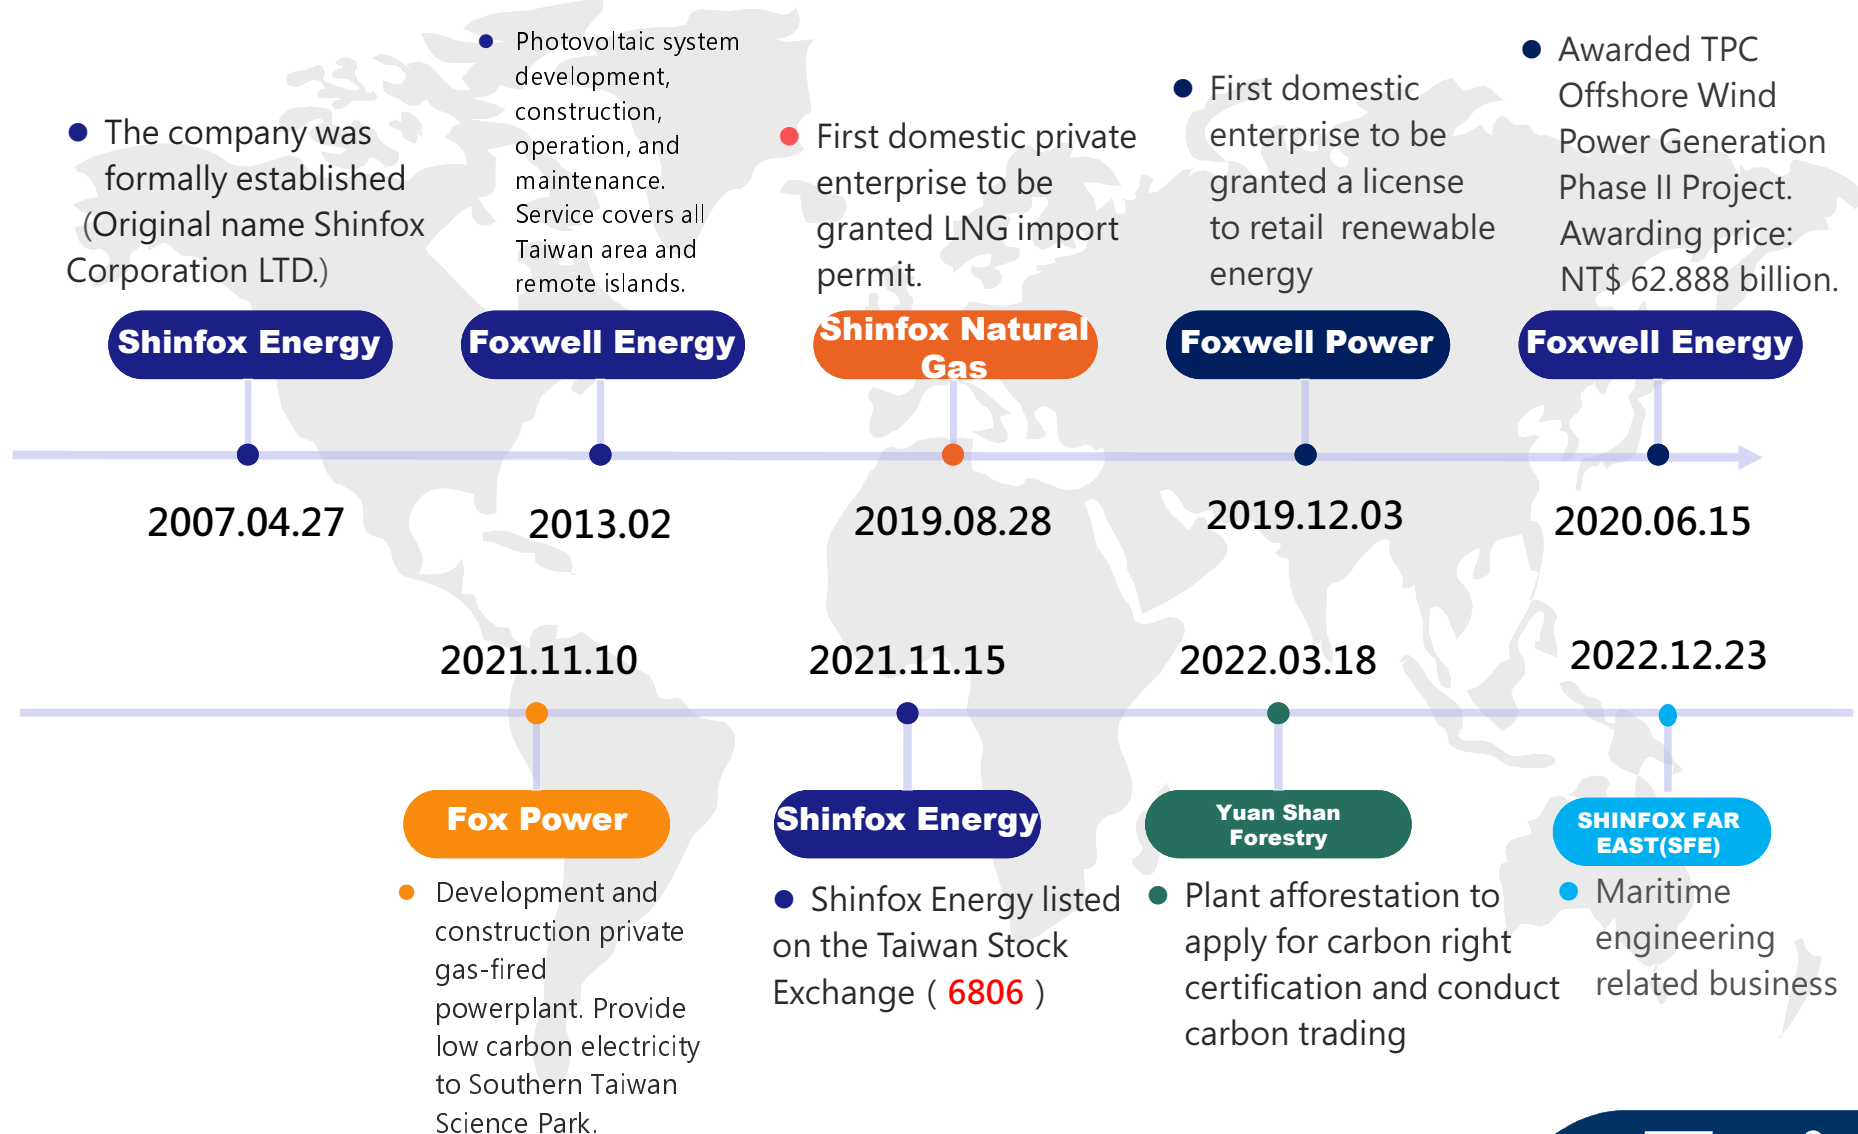 ● The company was
formally established
(Original name Shinfox
Corporation LTD.)
Shinfox Energy
2007.04.27
● Photovoltaic system
development,
construction,
operation, and
maintenance.
Service covers all
Taiwan area and
remote islands.
Foxwell Energy
2013.02
● First domestic private
enterprise to be
granted LNG import
permit.
Shinfox Natural
Gas
2019.08.28
● First domestic
enterprise to be
granted a license
to retail renewable
energy
Foxwell Power
2019.12.03
● Awarded TPC
Offshore Wind
Power Generation
Phase II Project.
Awarding price:
NT$ 62.888 billion.
Foxwell Energy
2020.06.15
2021.11.10
Fox Power
● Development and
construction private
gas-fired
powerplant. Provide
low carbon electricity
to Southern Taiwan
Science Park.
2021.11.15
Shinfox Energy
● Shinfox Energy listed
on the Taiwan Stock
Exchange ( 6806 )
2022.03.18
Yuan Shan
Forestry
● Plant afforestation to
apply for carbon right
certification and conduct
carbon trading
2022.12.23
SHINFOX FAR
EAST(SFE)
● Maritime
engineering
related business